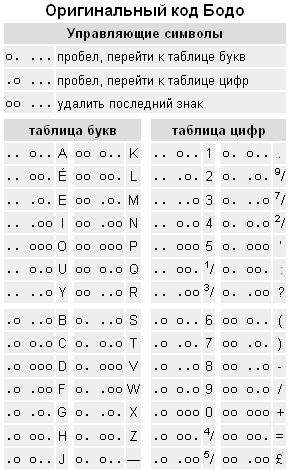 Оригинальный код Бодо
Управляющие символы
o. ... пробел, перейти к таблице букв
.o ... пробел, перейти к таблице цифр
oo ... удалить последний знак
таблица букв таблица цифр
.. o.. A oo o.. K .. o.. 1 o. o.. .
.. oo. É oo oo. L .. .o. 2 o. .o. 9/
.. .o. E oo .o. M .. ..o 3 o. ..o 7/
.. .oo I oo .oo N .. o.o 4 o. o.o 2/
.. ooo O oo ooo P .. ooo 5 o. ooo '
.. o.o U oo o.o Q .. oo. 1/ o. oo. :
.. ..o Y oo ..o R .. .oo 3/ o. .oo ?
.o ..o B o. ..o S .o o.. 6 oo o.. (
.o o.o C o. o.o T .o .o. 7 oo .o. )
.o ooo D o. ooo V .o ..o 8 oo ..o -
.o .oo F o. .oo W .o o.o 9 oo o.o /
.o .o. G o. .o. X .o ooo 0 oo ooo +
.o oo. H o. oo. Z .o oo. 4/ oo oo. =
.o o.. J o. o.. — .o .oo 5/ oo .oo £